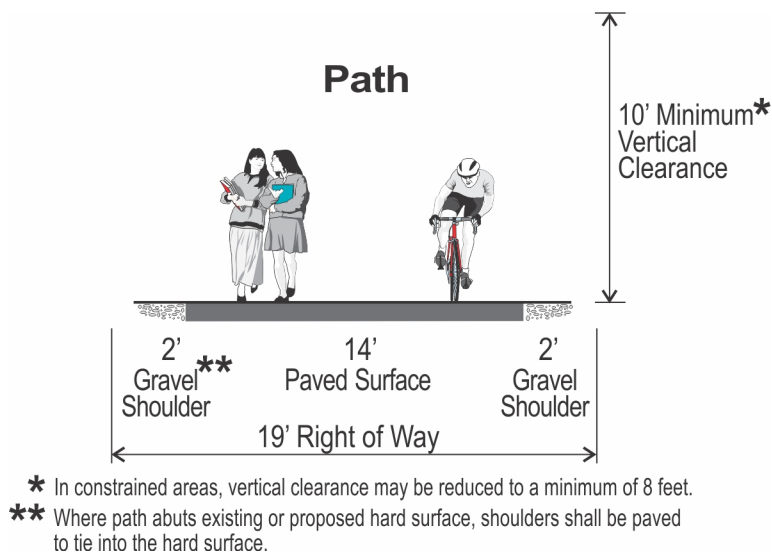 Path
10’ Minimum*
Vertical
Clearance
2’
Gravel**
Shoulder
14’
Paved Surface
2’
Gravel
Shoulder
19’ Right of Way
* In constrained areas, vertical clearance may be reduced to a minimum of 8 feet.
** Where path abuts existing or proposed hard surface, shoulders shall be paved
to tie into the hard surface.